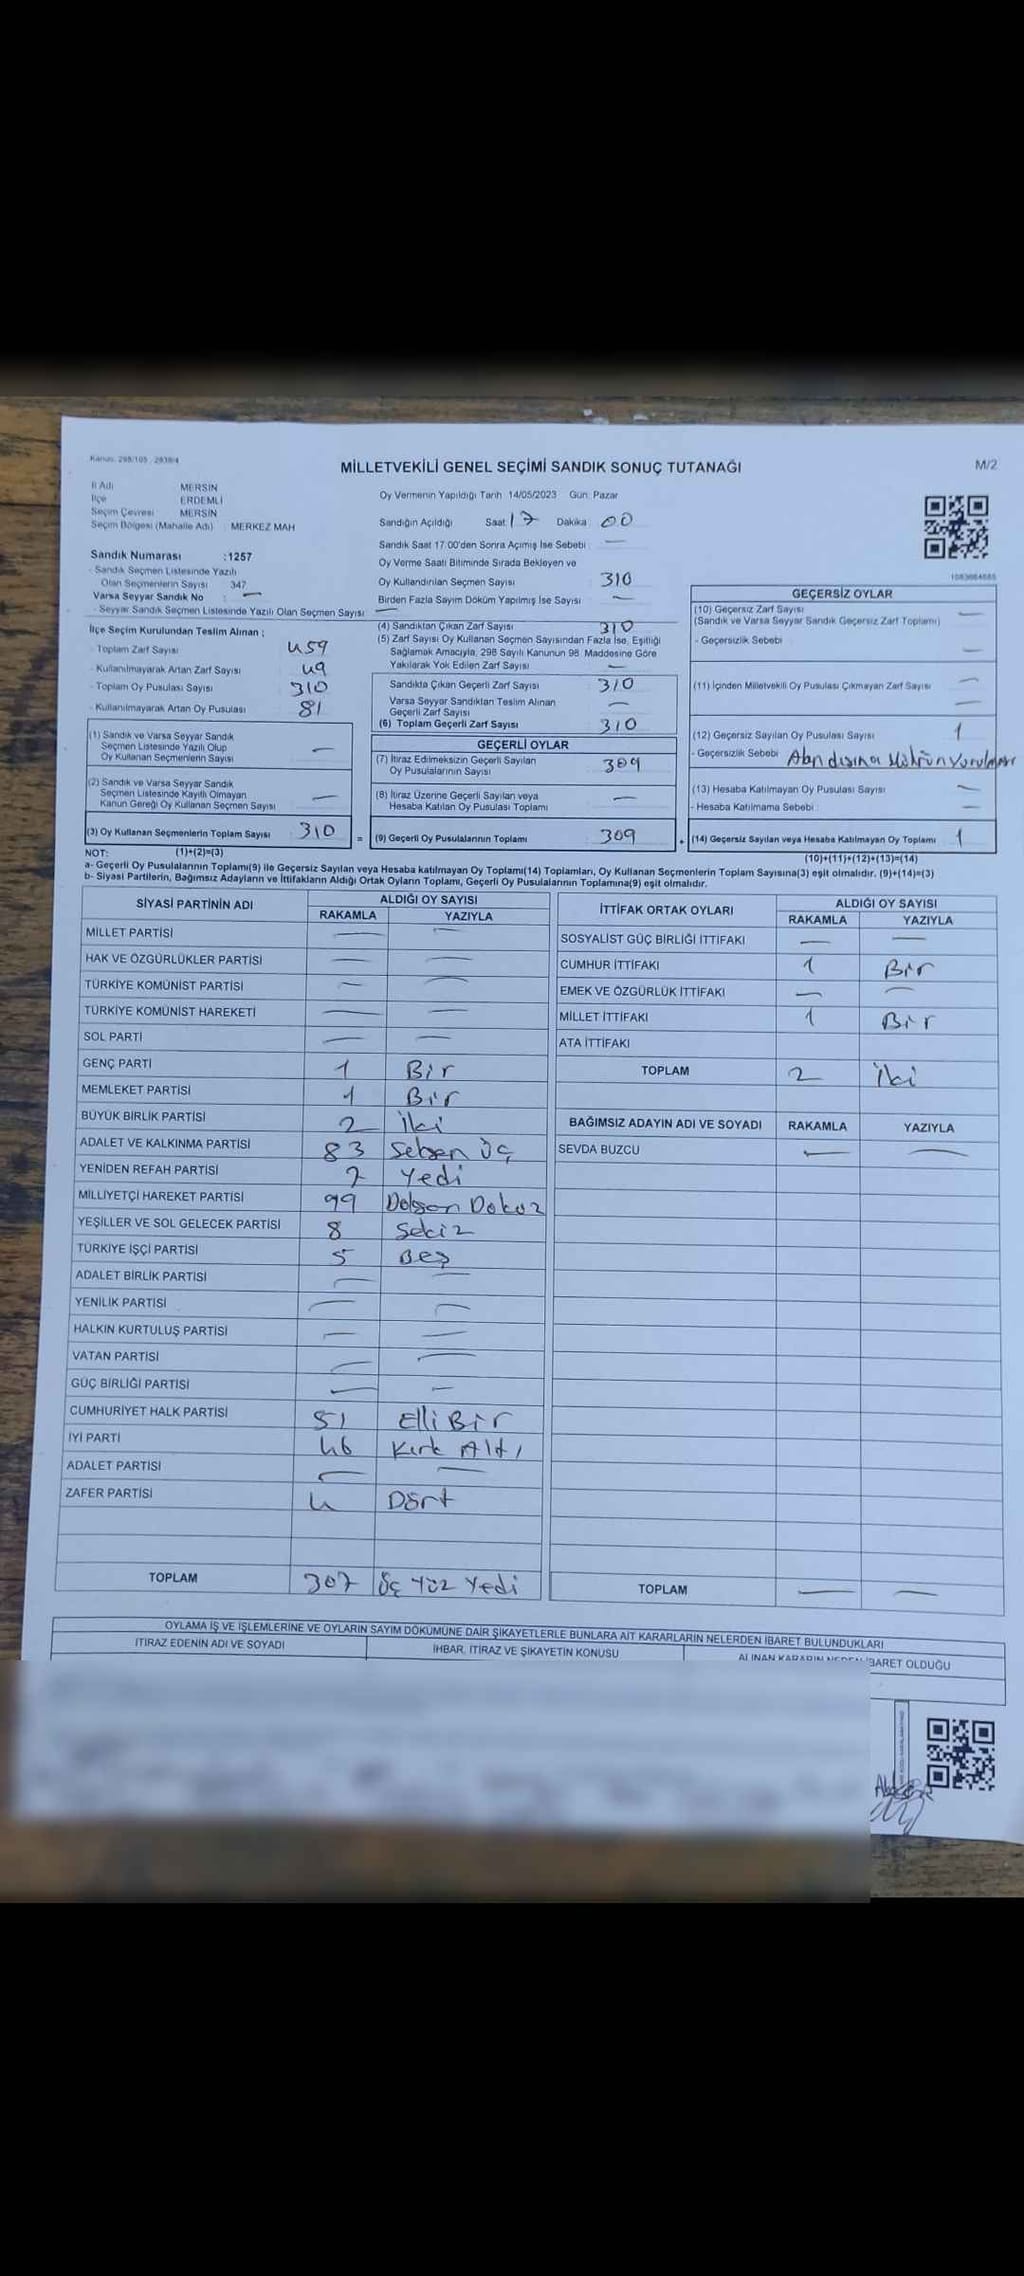 Kanun: 298/105 , 2839/4
MİLLETVEKİLİ GENEL SEÇİMİ SANDIK SONUÇ TUTANAĞI
M/2
İl Adı MERSİN
İlçe ERDEMLİ
Seçim Çevresi MERSİN
Seçim Bölgesi (Mahalle Adı) MERKEZ MAH
Sandık Numarası :1257
- Sandık Seçmen Listesinde Yazılı
Olan Seçmenlerin Sayısı 347
Varsa Seyyar Sandık No : —
- Seyyar Sandık Seçmen Listesinde Yazılı Olan Seçmen Sayısı —
İlçe Seçim Kurulundan Teslim Alınan ;
- Toplam Zarf Sayısı 459
- Kullanılmayarak Artan Zarf Sayısı 49
- Toplam Oy Pusulası Sayısı 310
- Kullanılmayarak Artan Oy Pusulası 81
(1) Sandık ve Varsa Seyyar Sandık
Seçmen Listesinde Yazılı Olup
Oy Kullanan Seçmenlerin Sayısı —
(2) Sandık ve Varsa Seyyar Sandık
Seçmen Listesinde Kayıtlı Olmayan
Kanun Gereği Oy Kullanan Seçmen Sayısı —
(3) Oy Kullanan Seçmenlerin Toplam Sayısı 310 =
(1)+(2)=(3)
Oy Vermenin Yapıldığı Tarih 14/05/2023 Gün: Pazar
Sandığın Açıldığı Saat 17 Dakika 00
Sandık Saat 17:00'den Sonra Açımış İse Sebebi : —
Oy Verme Saati Bitiminde Sırada Bekleyen ve
Oy Kullandırılan Seçmen Sayısı 310
Birden Fazla Sayım Döküm Yapılmış İse Sayısı —
(4) Sandıktan Çıkan Zarf Sayısı 310
(5) Zarf Sayısı Oy Kullanan Seçmen Sayısından Fazla İse, Eşitliği
Sağlamak Amacıyla, 298 Sayılı Kanunun 98. Maddesine Göre
Yakılarak Yok Edilen Zarf Sayısı —
Sandıkta Çıkan Geçerli Zarf Sayısı 310
Varsa Seyyar Sandıktan Teslim Alınan
Geçerli Zarf Sayısı —
(6) Toplam Geçerli Zarf Sayısı 310
GEÇERLİ OYLAR
(7) İtiraz Edilmeksizin Geçerli Sayılan
Oy Pusulalarının Sayısı 309
(8) İtiraz Üzerine Geçerli Sayılan veya
Hesaba Katılan Oy Pusulası Toplamı —
(9) Geçerli Oy Pusulalarının Toplamı 309 +
GEÇERSİZ OYLAR
(10) Geçersiz Zarf Sayısı —
(Sandık ve Varsa Seyyar Sandık Geçersiz Zarf Toplamı)
- Geçersizlik Sebebi —
(11) İçinden Milletvekili Oy Pusulası Çıkmayan Zarf Sayısı —
—
(12) Geçersiz Sayılan Oy Pusulası Sayısı 1
- Geçersizlik Sebebi Alan dışına
(13) Hesaba Katılmayan Oy Pusulası Sayısı —
- Hesaba Katılmama Sebebi : —
(14) Geçersiz Sayılan veya Hesaba Katılmayan Oy Toplamı 1
(10)+(11)+(12)+(13)=(14)
NOT:
a- Geçerli Oy Pusulalarının Toplamı(9) ile Geçersiz Sayılan veya Hesaba katılmayan Oy Toplamı(14) Toplamları, Oy Kullanan Seçmenlerin Toplam Sayısına(3) eşit olmalıdır. (9)+(14)=(3)
b- Siyasi Partilerin, Bağımsız Adayların ve İttifakların Aldığı Ortak Oyların Toplamı, Geçerli Oy Pusulalarının Toplamına(9) eşit olmalıdır.
SİYASİ PARTİNİN ADI ALDIĞI OY SAYISI
RAKAMLA YAZIYLA
MİLLET PARTİSİ — —
HAK VE ÖZGÜRLÜKLER PARTİSİ — —
TÜRKİYE KOMÜNİST PARTİSİ — —
TÜRKİYE KOMÜNİST HAREKETİ — —
SOL PARTİ — —
GENÇ PARTİ 1 Bir
MEMLEKET PARTİSİ 1 Bir
BÜYÜK BİRLİK PARTİSİ 2 İki
ADALET VE KALKINMA PARTİSİ 83 Seksen Üç
YENİDEN REFAH PARTİSİ 7 Yedi
MİLLİYETÇİ HAREKET PARTİSİ 99 Doksan Dokuz
YEŞİLLER VE SOL GELECEK PARTİSİ 8 Sekiz
TÜRKİYE İŞÇİ PARTİSİ 5 Beş
ADALET BİRLİK PARTİSİ — —
YENİLİK PARTİSİ — —
HALKIN KURTULUŞ PARTİSİ — —
VATAN PARTİSİ — —
GÜÇ BİRLİĞİ PARTİSİ — —
CUMHURİYET HALK PARTİSİ 51 Elli Bir
İYİ PARTİ 46 Kırk Altı
ADALET PARTİSİ — —
ZAFER PARTİSİ 4 Dört
TOPLAM 307 Üç Yüz Yedi
İTTİFAK ORTAK OYLARI ALDIĞI OY SAYISI
RAKAMLA YAZIYLA
SOSYALİST GÜÇ BİRLİĞİ İTTİFAKI — —
CUMHUR İTTİFAKI 1 Bir
EMEK VE ÖZGÜRLÜK İTTİFAKI — —
MİLLET İTTİFAKI 1 Bir
ATA İTTİFAKI
TOPLAM 2 İki
BAĞIMSIZ ADAYIN ADI VE SOYADI RAKAMLA YAZIYLA
SEVDA BUZCU — —
TOPLAM — —
OYLAMA İŞ VE İŞLEMLERİNE VE OYLARIN SAYIM DÖKÜMÜNE DAİR ŞİKAYETLERLE BUNLARA AİT KARARLARIN NELERDEN İBARET BULUNDUKLARI
İTİRAZ EDENİN ADI VE SOYADI İHBAR, İTİRAZ VE ŞİKAYETİN KONUSU ALINAN KARARIN NEDEN İBARET OLDUĞU